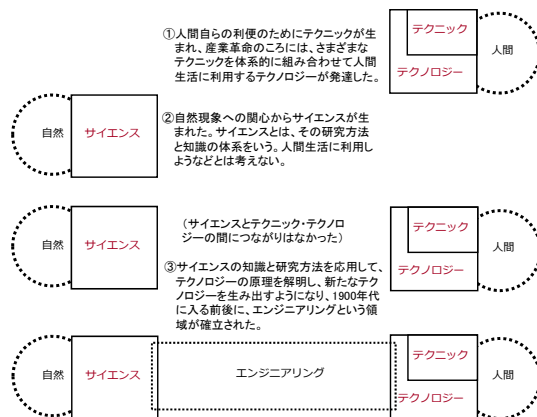 ①人間自らの利便のためにテクニックが生
まれ、産業革命のころには、さまざまな
テクニックを体系的に組み合わせて人間
生活に利用するテクノロジーが発達した。
テクニック
テクノロジー
人間
自然
サイエンス
②自然現象への関心からサイエンスが生
まれた。サイエンスとは、その研究方法
と知識の体系をいう。人間生活に利用し
ようなどとは考えない。
自然
サイエンス
（サイエンスとテクニック・テクノロ
ジーの間につながりはなかった）
テクニック
テクノロジー
人間
③サイエンスの知識と研究方法を応用して、
テクノロジーの原理を解明し、新たなテク
ノロジーを生み出すようになり、1900年代
に入る前後に、エンジニアリングという領
域が確立された。
自然
サイエンス
エンジニアリング
テクニック
テクノロジー
人間